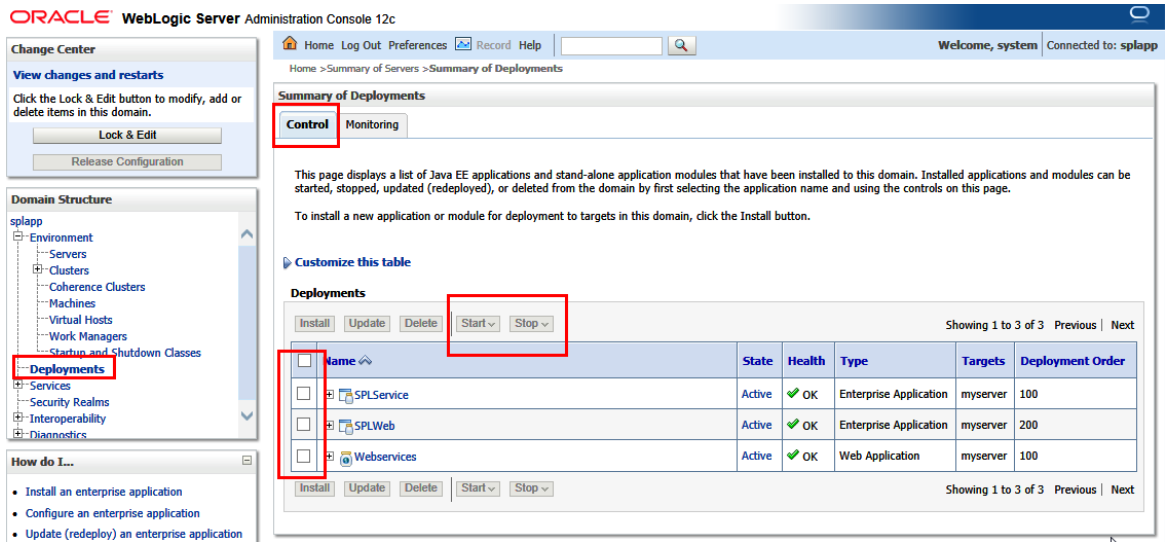 ORACLE WebLogic Server Administration Console 12c
Change Center
View changes and restarts
Click the Lock & Edit button to modify, add or
delete items in this domain.
Lock & Edit
Release Configuration
Domain Structure
splapp
Environment
Servers
Clusters
Coherence Clusters
Machines
Virtual Hosts
Work Managers
Startup and Shutdown Classes
Deployments
Services
Security Realms
Interoperability
Diagnostics
How do I...
Install an enterprise application
Configure an enterprise application
Update (redeploy) an enterprise application
Home Log Out Preferences Record Help
Welcome, system Connected to: splapp
Home >Summary of Servers >Summary of Deployments
Summary of Deployments
Control Monitoring
This page displays a list of Java EE applications and stand-alone application modules that have been installed to this domain. Installed applications and modules can be
started, stopped, updated (redeployed), or deleted from the domain by first selecting the application name and using the controls on this page.
To install a new application or module for deployment to targets in this domain, click the Install button.
Customize this table
Deployments
Install Update Delete Start Stop Showing 1 to 3 of 3 Previous | Next
Name State Health Type Targets Deployment Order
SPLService Active OK Enterprise Application myserver 100
SPLWeb Active OK Enterprise Application myserver 200
Webservices Active OK Web Application myserver 100
Install Update Delete Start Stop Showing 1 to 3 of 3 Previous | Next